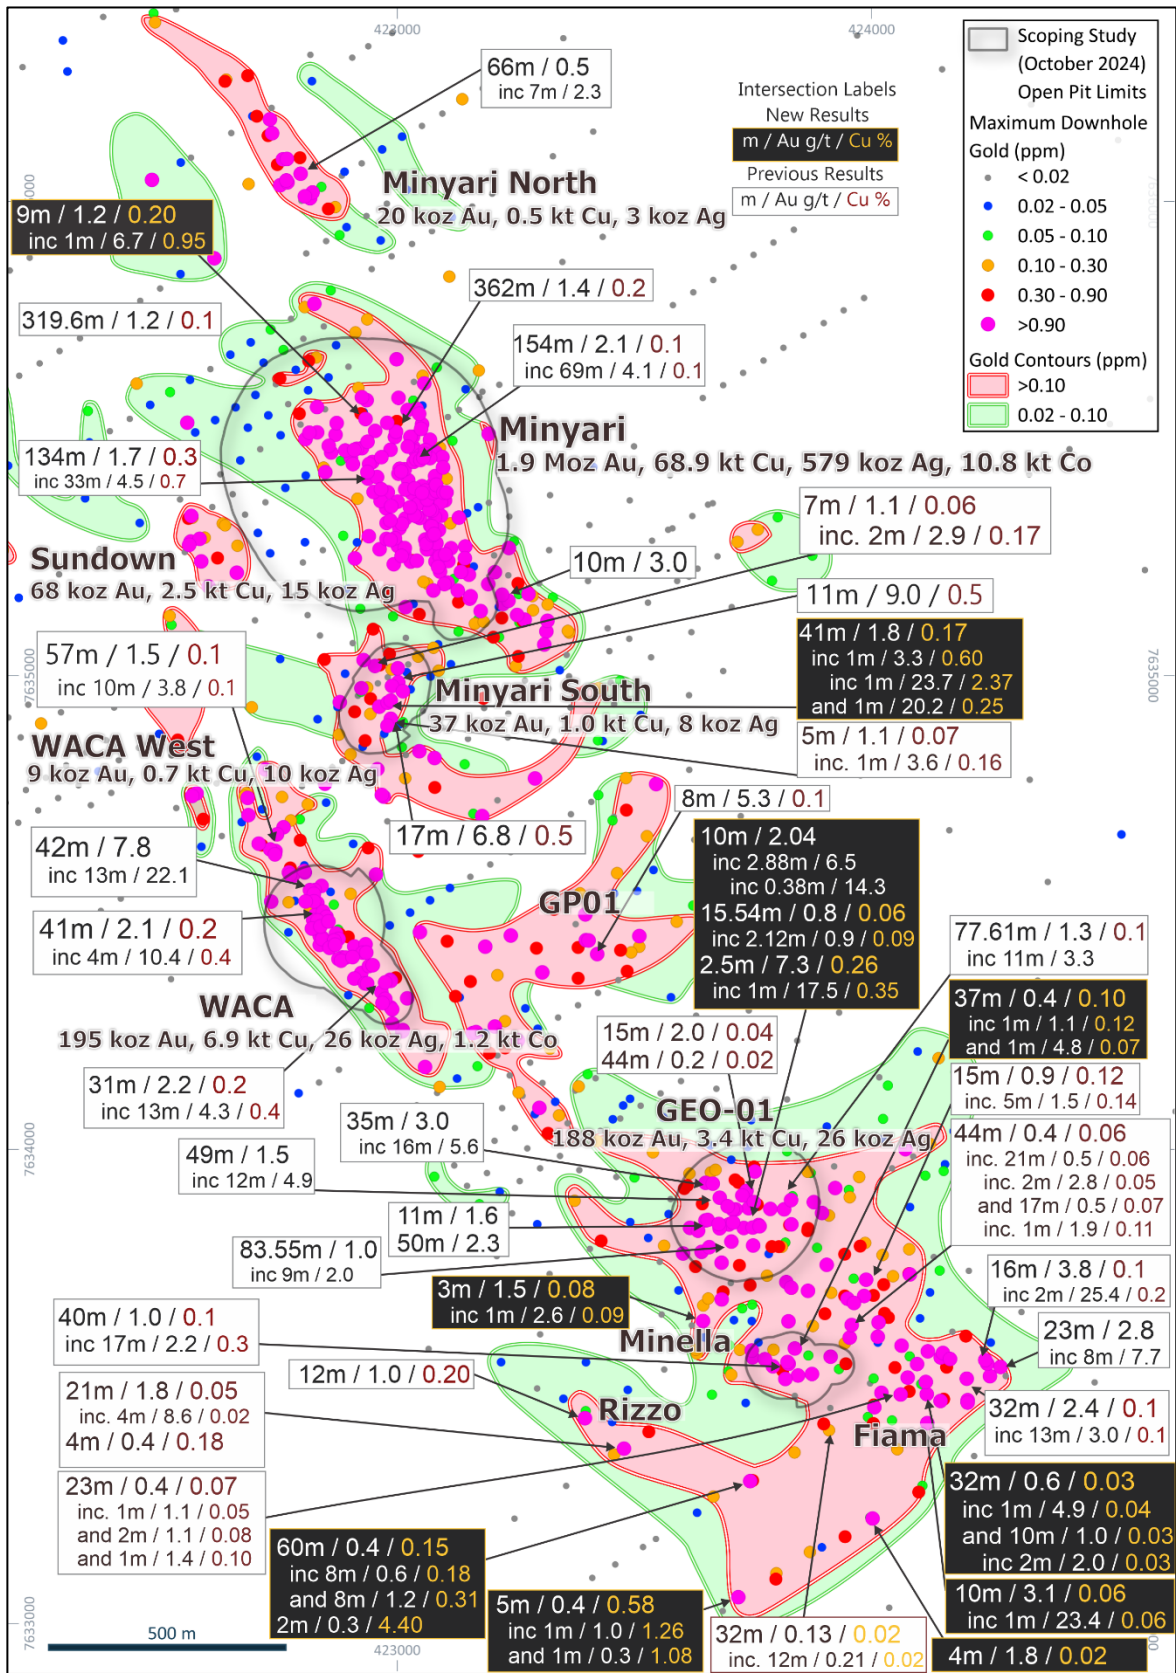 423000
424000
Scoping Study
(October 2024)
Open Pit Limits
Maximum Downhole
Gold (ppm)
< 0.02
0.02 - 0.05
0.05 - 0.10
0.10 - 0.30
0.30 - 0.90
>0.90
Gold Contours (ppm)
>0.10
0.02 - 0.10
Intersection Labels
New Results
m / Au g/t / Cu %
Previous Results
m / Au g/t / Cu %
66m / 0.5
inc 7m / 2.3
Minyari North
20 koz Au, 0.5 kt Cu, 3 koz Ag
9m / 1.2 / 0.20
inc 1m / 6.7 / 0.95
362m / 1.4 / 0.2
319.6m / 1.2 / 0.1
154m / 2.1 / 0.1
inc 69m / 4.1 / 0.1
Minyari
1.9 Moz Au, 68.9 kt Cu, 579 koz Ag, 10.8 kt Co
134m / 1.7 / 0.3
inc 33m / 4.5 / 0.7
7m / 1.1 / 0.06
inc. 2m / 2.9 / 0.17
Sundown
68 koz Au, 2.5 kt Cu, 15 koz Ag
10m / 3.0
11m / 9.0 / 0.5
41m / 1.8 / 0.17
inc 1m / 3.3 / 0.60
inc 1m / 23.7 / 2.37
and 1m / 20.2 / 0.25
7635000
7635000
57m / 1.5 / 0.1
inc 10m / 3.8 / 0.1
Minyari South
37 koz Au, 1.0 kt Cu, 8 koz Ag
5m / 1.1 / 0.07
inc. 1m / 3.6 / 0.16
WACA West
9 koz Au, 0.7 kt Cu, 10 koz Ag
8m / 5.3 / 0.1
17m / 6.8 / 0.5
42m / 7.8
inc 13m / 22.1
10m / 2.04
inc 2.88m / 6.5
inc 0.38m / 14.3
15.54m / 0.8 / 0.06
inc 2.12m / 0.9 / 0.09
2.5m / 7.3 / 0.26
inc 1m / 17.5 / 0.35
GP01
41m / 2.1 / 0.2
inc 4m / 10.4 / 0.4
77.61m / 1.3 / 0.1
inc 11m / 3.3
37m / 0.4 / 0.10
inc 1m / 1.1 / 0.12
and 1m / 4.8 / 0.07
WACA
195 koz Au, 6.9 kt Cu, 26 koz Ag, 1.2 kt Co
15m / 2.0 / 0.04
44m / 0.2 / 0.02
31m / 2.2 / 0.2
inc 13m / 4.3 / 0.4
15m / 0.9 / 0.12
inc. 5m / 1.5 / 0.14
GEO-01
188 koz Au, 3.4 kt Cu, 26 koz Ag
35m / 3.0
inc 16m / 5.6
44m / 0.4 / 0.06
inc. 21m / 0.5 / 0.06
inc. 2m / 2.8 / 0.05
and 17m / 0.5 / 0.07
inc. 1m / 1.9 / 0.11
7634000
49m / 1.5
inc 12m / 4.9
11m / 1.6
50m / 2.3
83.55m / 1.0
inc 9m / 2.0
16m / 3.8 / 0.1
inc 2m / 25.4 / 0.2
3m / 1.5 / 0.08
inc 1m / 2.6 / 0.09
40m / 1.0 / 0.1
inc 17m / 2.2 / 0.3
Minella
23m / 2.8
inc 8m / 7.7
12m / 1.0 / 0.20
21m / 1.8 / 0.05
inc. 4m / 8.6 / 0.02
4m / 0.4 / 0.18
Rizzo
Fiama
32m / 2.4 / 0.1
inc 13m / 3.0 / 0.1
23m / 0.4 / 0.07
inc. 1m / 1.1 / 0.05
and 2m / 1.1 / 0.08
and 1m / 1.4 / 0.10
32m / 0.6 / 0.03
inc 1m / 4.9 / 0.04
and 10m / 1.0 / 0.03
inc 2m / 2.0 / 0.03
60m / 0.4 / 0.15
inc 8m / 0.6 / 0.18
and 8m / 1.2 / 0.31
2m / 0.3 / 4.40
10m / 3.1 / 0.06
inc 1m / 23.4 / 0.06
5m / 0.4 / 0.58
inc 1m / 1.0 / 1.26
and 1m / 0.3 / 1.08
32m / 0.13 / 0.02
inc. 12m / 0.21 / 0.02
4m / 1.8 / 0.02
7633000
500 m
423000